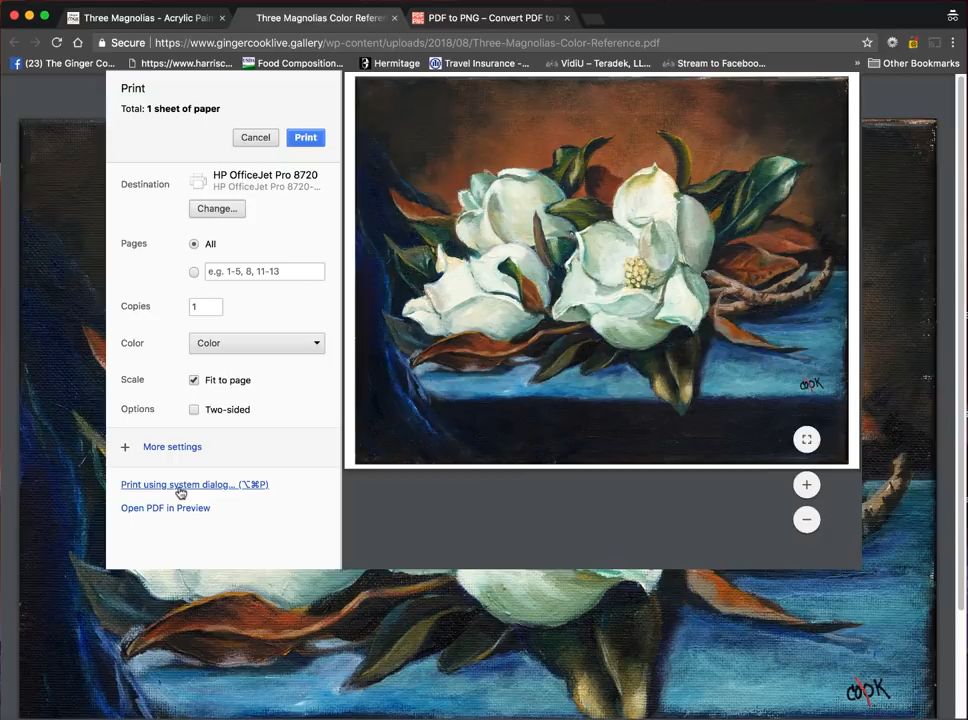 Three Magnolias - Acrylic Pain
Three Magnolias Color Referen
PDF to PNG – Convert PDF to
Secure https://www.gingercooklive.gallery/wp-content/uploads/2018/08/Three-Magnolias-Color-Reference.pdf
(23) The Ginger Co...
https://www.harrisc...
Food Composition...
Hermitage
Travel Insurance -...
VidiU – Teradek, LL...
Stream to Faceboo...
»
Other Bookmarks
Print
Total: 1 sheet of paper
Cancel
Print
Destination
HP OfficeJet Pro 8720
HP OfficeJet Pro 8720-...
Change...
Pages
All
e.g. 1-5, 8, 11-13
Copies
1
Color
Color
Scale
Fit to page
Options
Two-sided
+ More settings
Print using system dialog... (⌥⌘P)
Open PDF in Preview
cook
cook